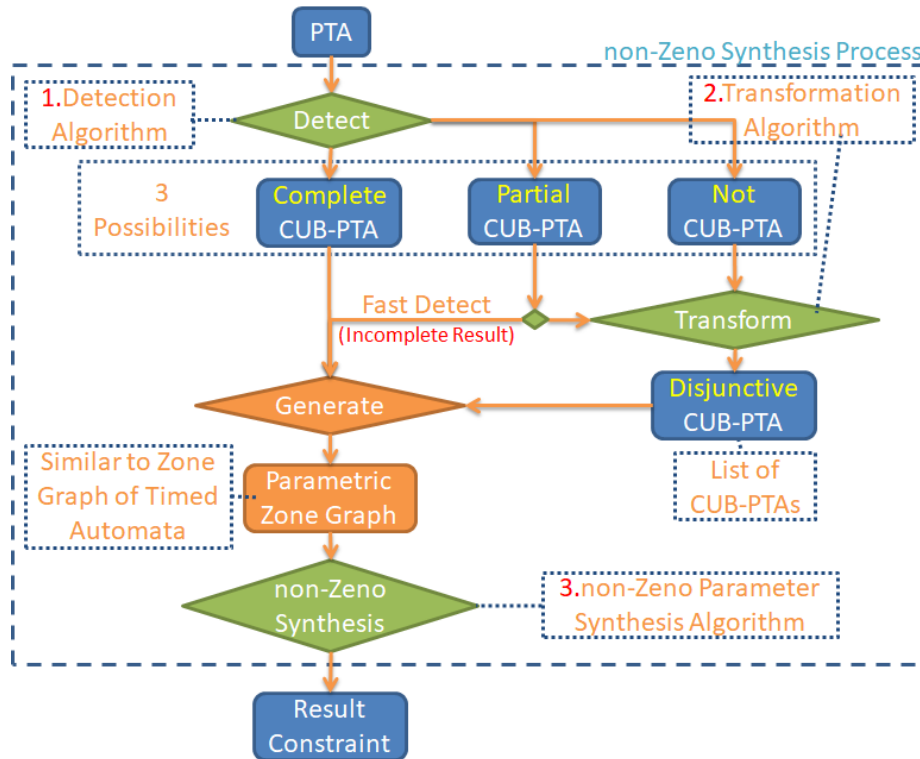 PTA
non-Zeno Synthesis Process
1.Detection
Algorithm
Detect
2.Transformation
Algorithm
3
Possibilities
Complete
CUB-PTA
Partial
CUB-PTA
Not
CUB-PTA
Fast Detect
(Incomplete Result)
Transform
Generate
Disjunctive
CUB-PTA
Similar to Zone
Graph of Timed
Automata
Parametric
Zone Graph
List of
CUB-PTAs
non-Zeno
Synthesis
3.non-Zeno Parameter
Synthesis Algorithm
Result
Constraint